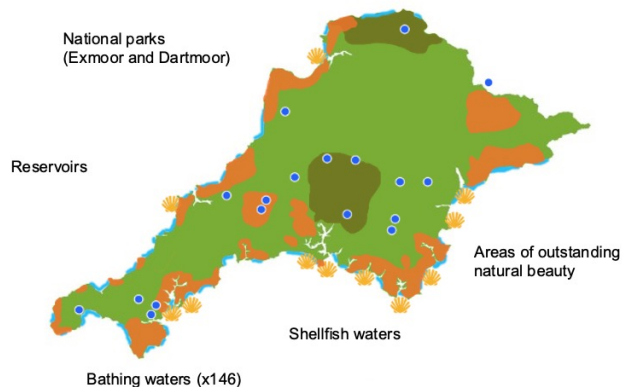 National parks
(Exmoor and Dartmoor)
Reservoirs
Areas of outstanding
natural beauty
Shellfish waters
Bathing waters (x146)